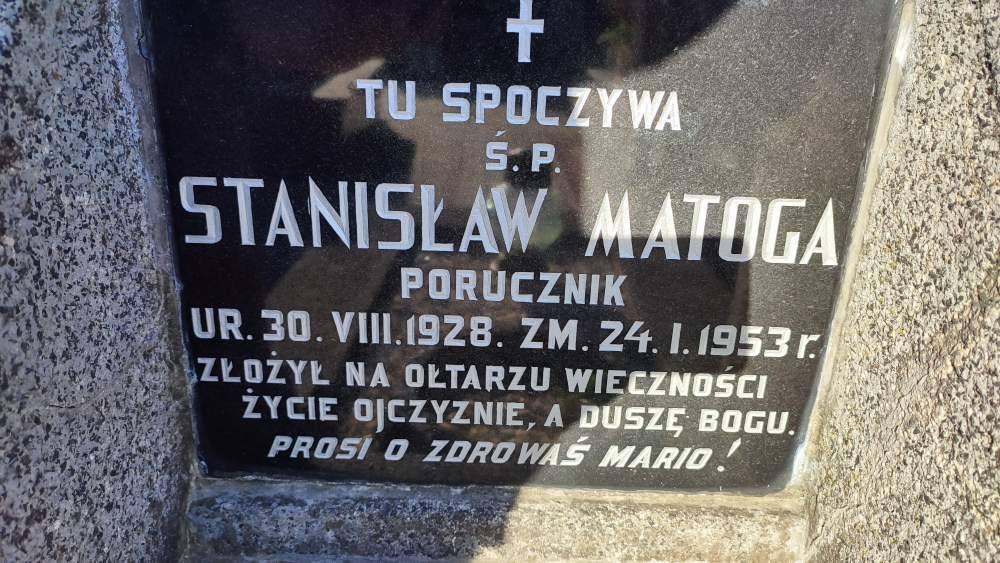 TU SPOCZYWA
Ś.P.
STANISŁAW MATOGA
PORUCZNIK
UR. 30. VIII. 1928. ZM. 24. I. 1953 r.
ZŁOŻYŁ NA OŁTARZU WIECZNOŚCI
ŻYCIE OJCZYZNIE, A DUSZĘ BOGU.
PROSI O ZDROWAŚ MARIO!